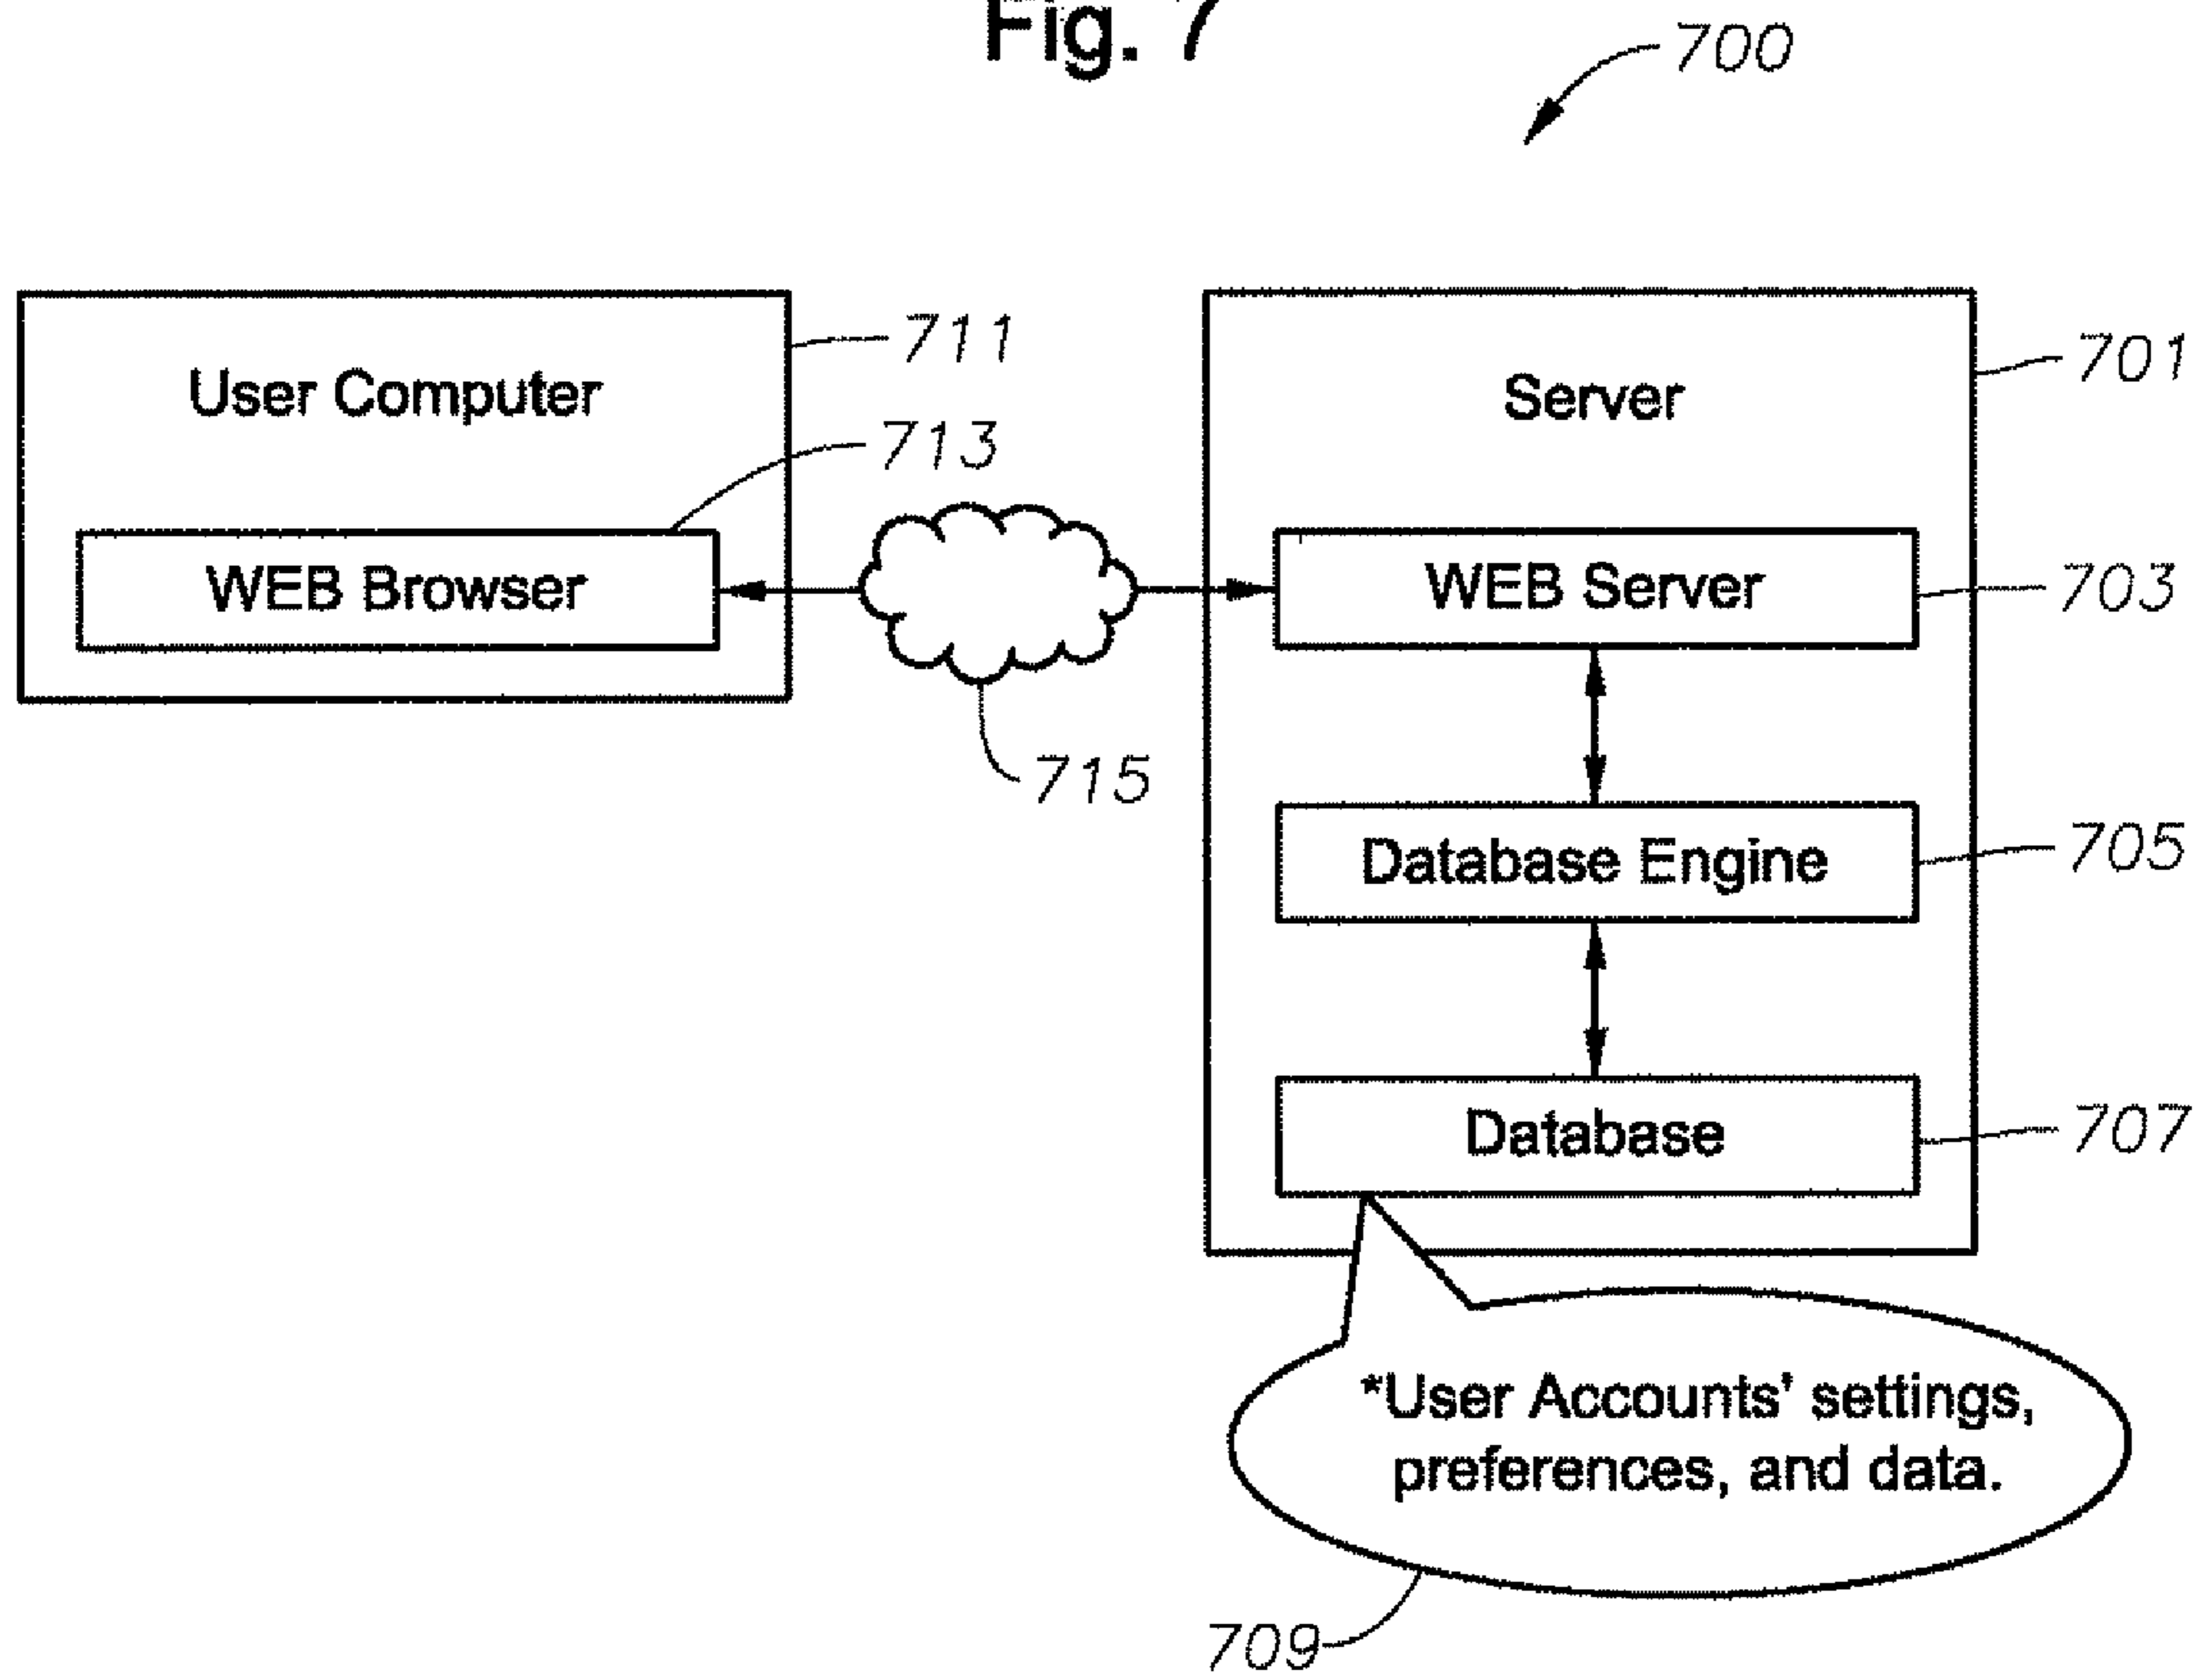 Fig. 7
700
User Computer
711
713
WEB Browser
715
Server
701
WEB Server
703
Database Engine
705
Database
707
*User Accounts' settings,
preferences, and data.
709